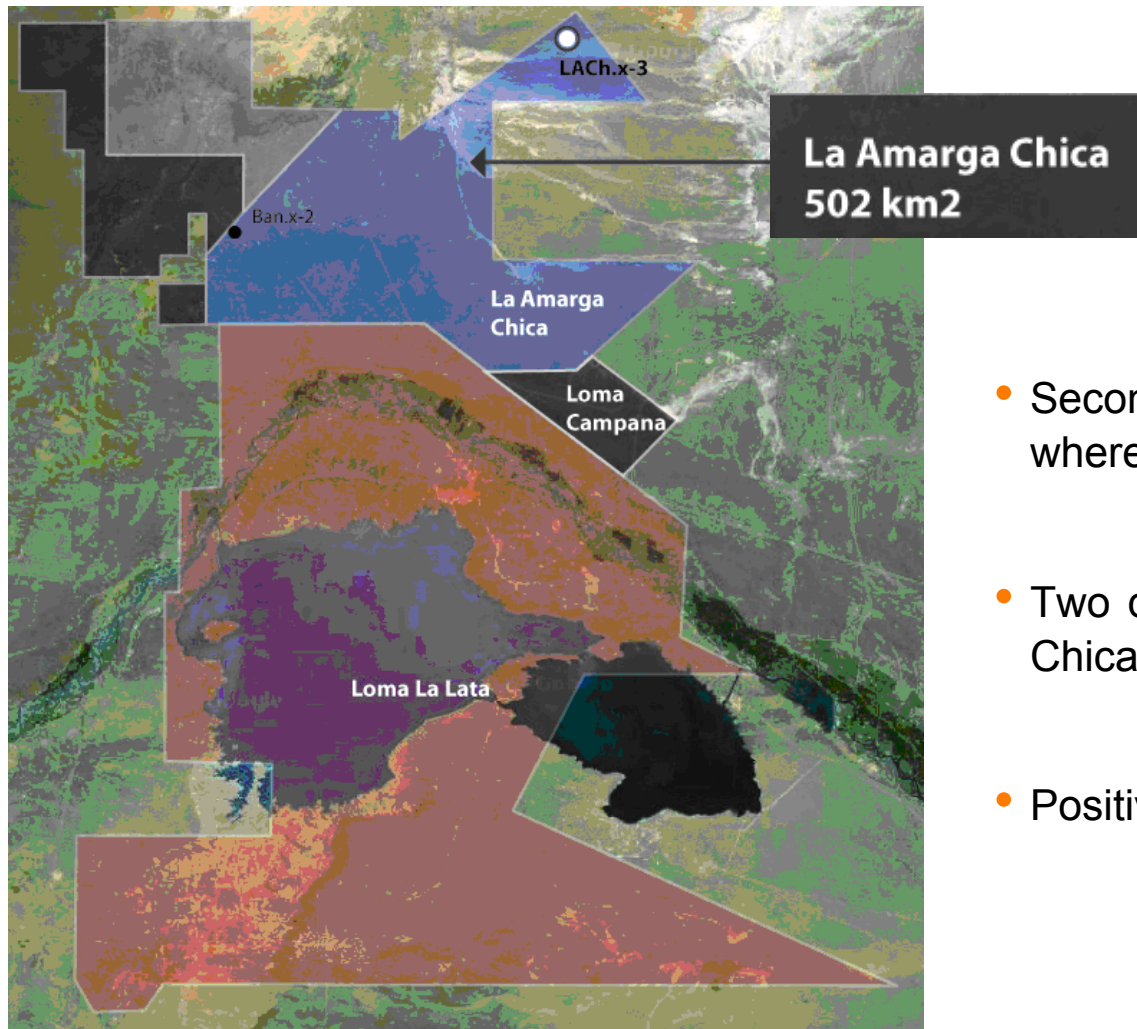 LACh.x-3
La Amarga Chica
502 km2
Ban.x-2
La Amarga
Chica
Loma
Campana
Loma La Lata
• Secon
where
• Two
Chica
• Positiv